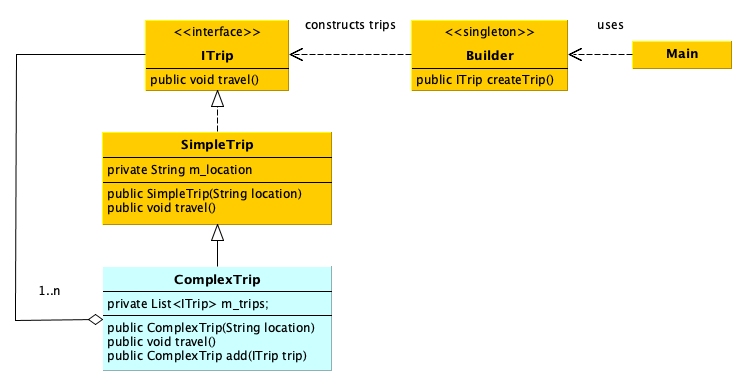 <<interface>>
ITrip
public void travel()
constructs trips
<<singleton>>
Builder
public ITrip createTrip()
uses
Main
SimpleTrip
private String m_location
public SimpleTrip(String location)
public void travel()
ComplexTrip
private List<ITrip> m_trips;
public ComplexTrip(String location)
public void travel()
public ComplexTrip add(ITrip trip)
1..n